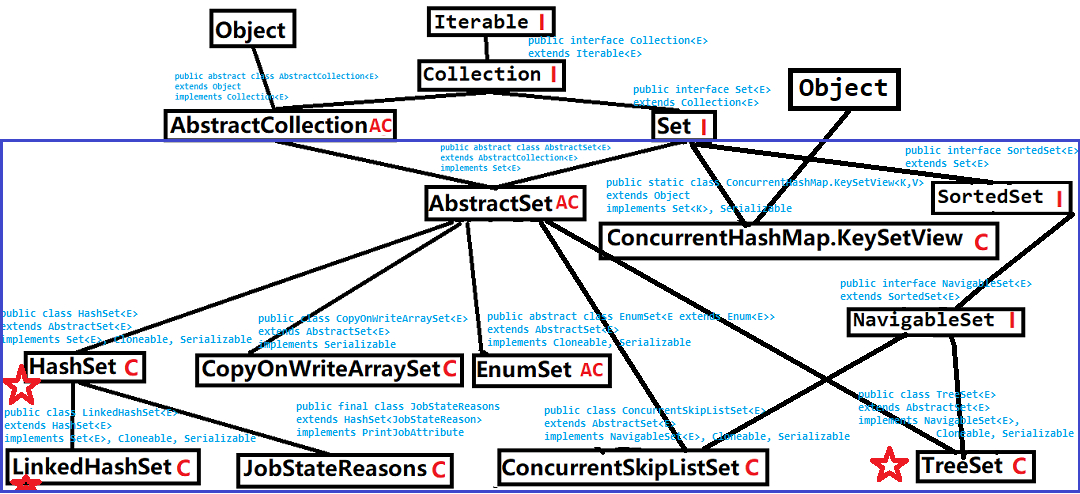 Object
Iterable I
public interface Collection<E>
extends Iterable<E>
Collection I
public abstract class AbstractCollection<E>
extends Object
implements Collection<E>
public interface Set<E>
extends Collection<E>
Object
AbstractCollection AC
Set I
public abstract class AbstractSet<E>
extends AbstractCollection<E>
implements Set<E>
public interface SortedSet<E>
extends Set<E>
AbstractSet AC
public static class ConcurrentHashMap.KeySetView<K,V>
extends Object
implements Set<K>, Serializable
SortedSet I
ConcurrentHashMap.KeySetView C
public interface NavigableSet<E>
extends SortedSet<E>
NavigableSet I
public class HashSet<E>
extends AbstractSet<E>
implements Set<E>, Cloneable, Serializable
public class CopyOnWriteArraySet<E>
extends AbstractSet<E>
implements Serializable
public abstract class EnumSet<E extends Enum<E>>
extends AbstractSet<E>
implements Cloneable, Serializable
HashSet C
CopyOnWriteArraySet C
EnumSet AC
public class LinkedHashSet<E>
extends HashSet<E>
implements Set<E>, Cloneable, Serializable
public final class JobStateReasons
extends HashSet<JobStateReason>
implements PrintJobAttribute
public class ConcurrentSkipListSet<E>
extends AbstractSet<E>
implements NavigableSet<E>, Cloneable, Serializable
public class TreeSet<E>
extends AbstractSet<E>
implements NavigableSet<E>,
Cloneable, Serializable
LinkedHashSet C
JobStateReasons C
ConcurrentSkipListSet C
TreeSet C